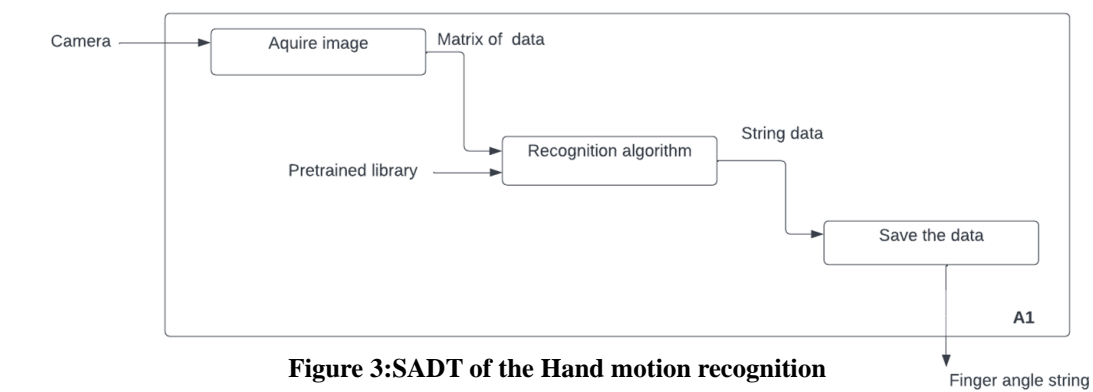 Camera
Aquire image
Matrix of data
Pretrained library
Recognition algorithm
String data
Save the data
A1
Finger angle string
Figure 3:SADT of the Hand motion recognition